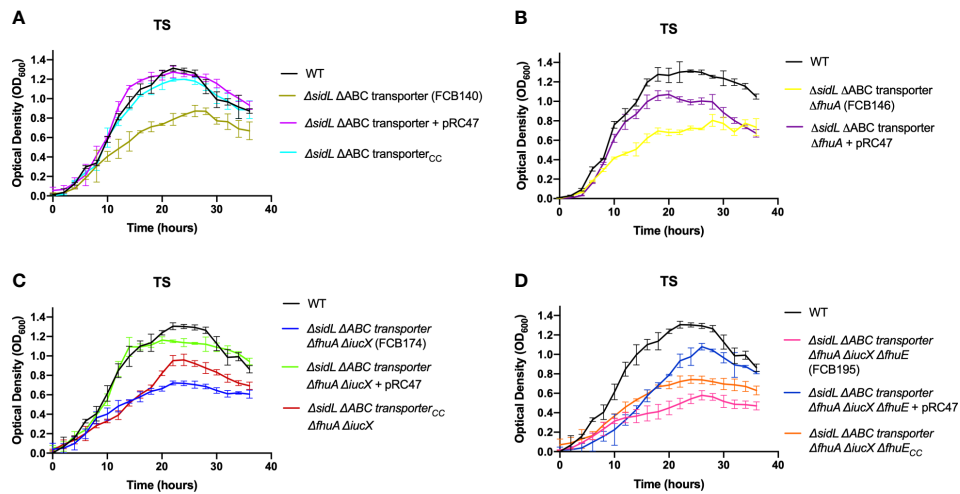 A
TS
Optical Density (OD600)
1.4
1.2
1.0
0.8
0.6
0.4
0.2
0.0
0
10
20
30
40
Time (hours)
WT
ΔsidL ΔABC transporter (FCB140)
ΔsidL ΔABC transporter + pRC47
ΔsidL ΔABC transporterCC
B
TS
Optical Density (OD600)
1.4
1.2
1.0
0.8
0.6
0.4
0.2
0.0
0
10
20
30
40
Time (hours)
WT
ΔsidL ΔABC transporter
ΔfhuA (FCB146)
ΔsidL ΔABC transporter
ΔfhuA + pRC47
C
TS
Optical Density (OD600)
1.4
1.2
1.0
0.8
0.6
0.4
0.2
0.0
0
10
20
30
40
Time (hours)
WT
ΔsidL ΔABC transporter
ΔfhuA ΔiucX (FCB174)
ΔsidL ΔABC transporter
ΔfhuA ΔiucX + pRC47
ΔsidL ΔABC transporterCC
ΔfhuA ΔiucX
D
TS
Optical Density (OD600)
1.4
1.2
1.0
0.8
0.6
0.4
0.2
0.0
0
10
20
30
40
Time (hours)
WT
ΔsidL ΔABC transporter
ΔfhuA ΔiucX ΔfhuE
(FCB195)
ΔsidL ΔABC transporter
ΔfhuA ΔiucX ΔfhuE + pRC47
ΔsidL ΔABC transporter
ΔfhuA ΔiucX ΔfhuECC